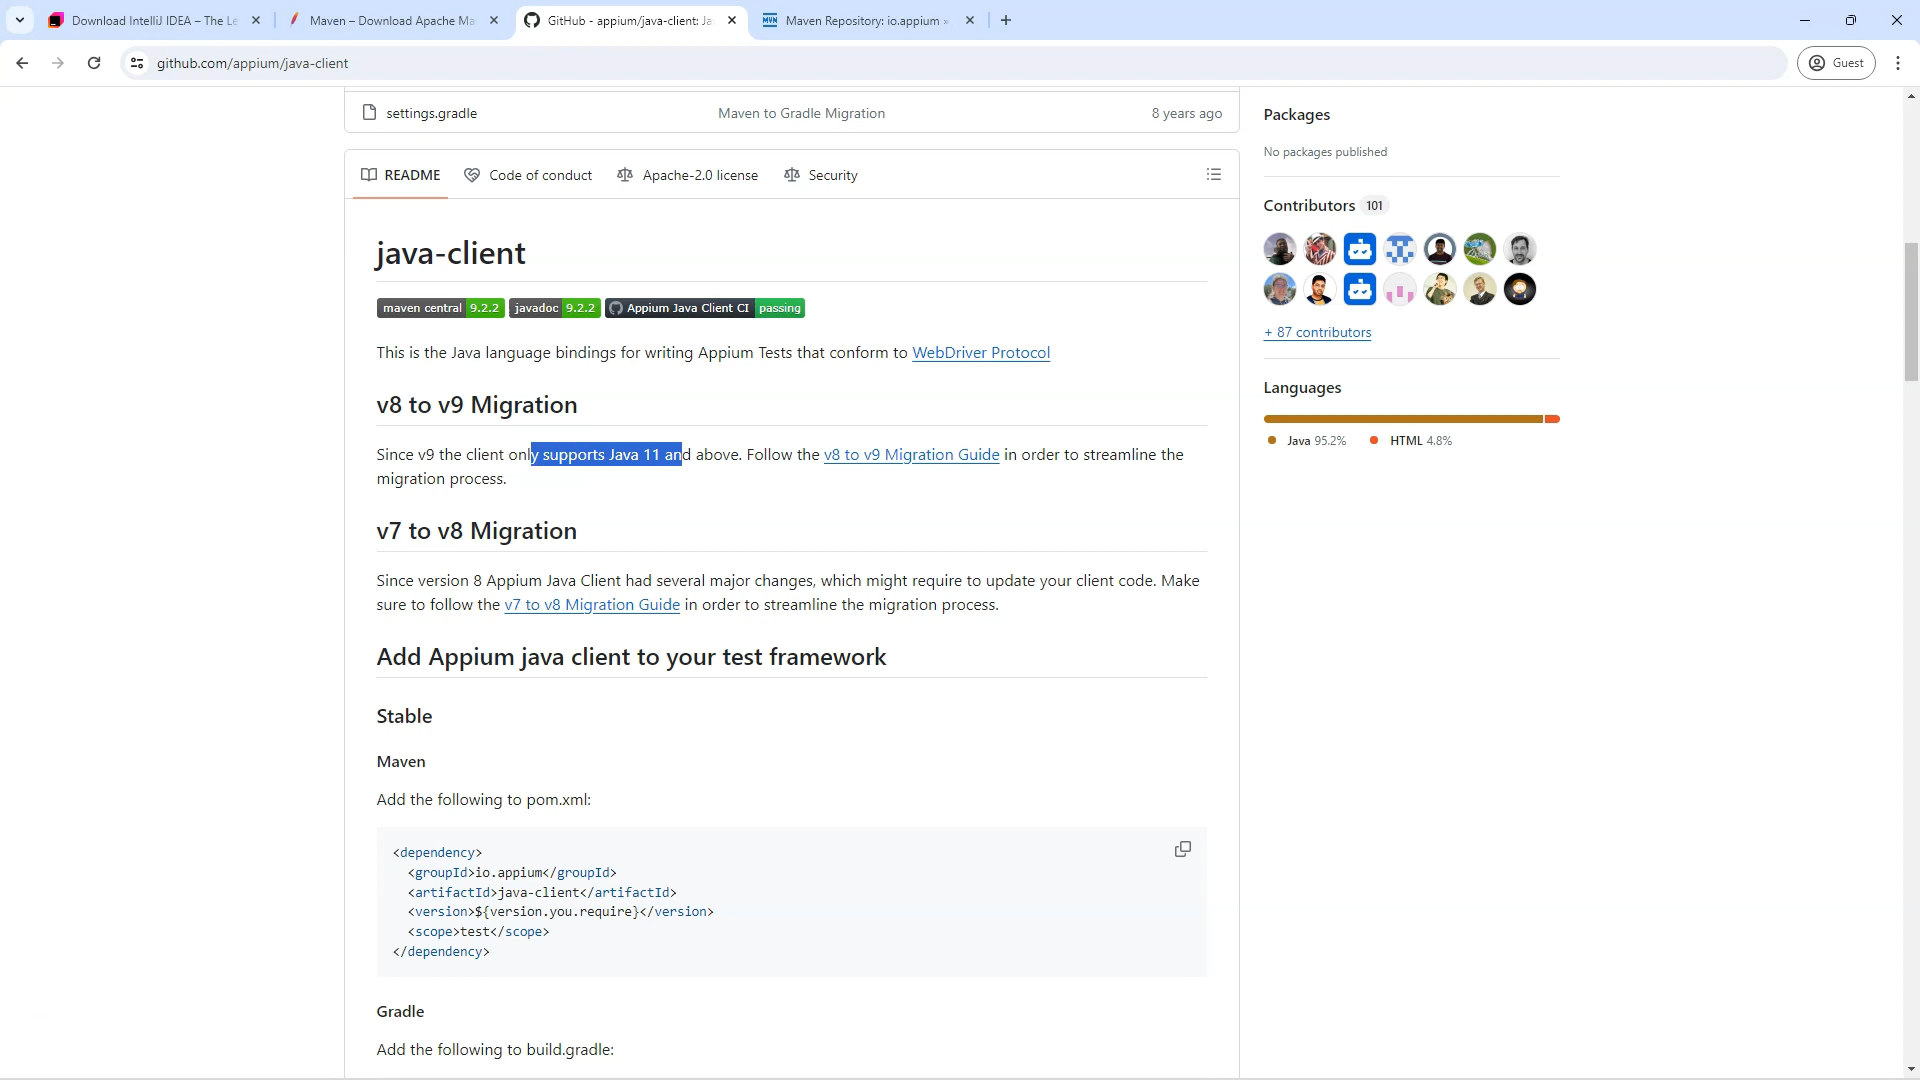 Download IntelliJ IDEA – The Le
Maven – Download Apache Ma
GitHub - appium/java-client: Ja
Maven Repository: io.appium »
github.com/appium/java-client
Guest
settings.gradle
Maven to Gradle Migration
8 years ago
README
Code of conduct
Apache-2.0 license
Security
java-client
maven central 9.2.2
javadoc 9.2.2
Appium Java Client CI passing
This is the Java language bindings for writing Appium Tests that conform to WebDriver Protocol
v8 to v9 Migration
Since v9 the client only supports Java 11 and above. Follow the v8 to v9 Migration Guide in order to streamline the
migration process.
v7 to v8 Migration
Since version 8 Appium Java Client had several major changes, which might require to update your client code. Make
sure to follow the v7 to v8 Migration Guide in order to streamline the migration process.
Add Appium java client to your test framework
Stable
Maven
Add the following to pom.xml:
<dependency>
  <groupId>io.appium</groupId>
  <artifactId>java-client</artifactId>
  <version>${version.you.require}</version>
  <scope>test</scope>
</dependency>
Gradle
Add the following to build.gradle:
Packages
No packages published
Contributors 101
+ 87 contributors
Languages
Java 95.2%
HTML 4.8%